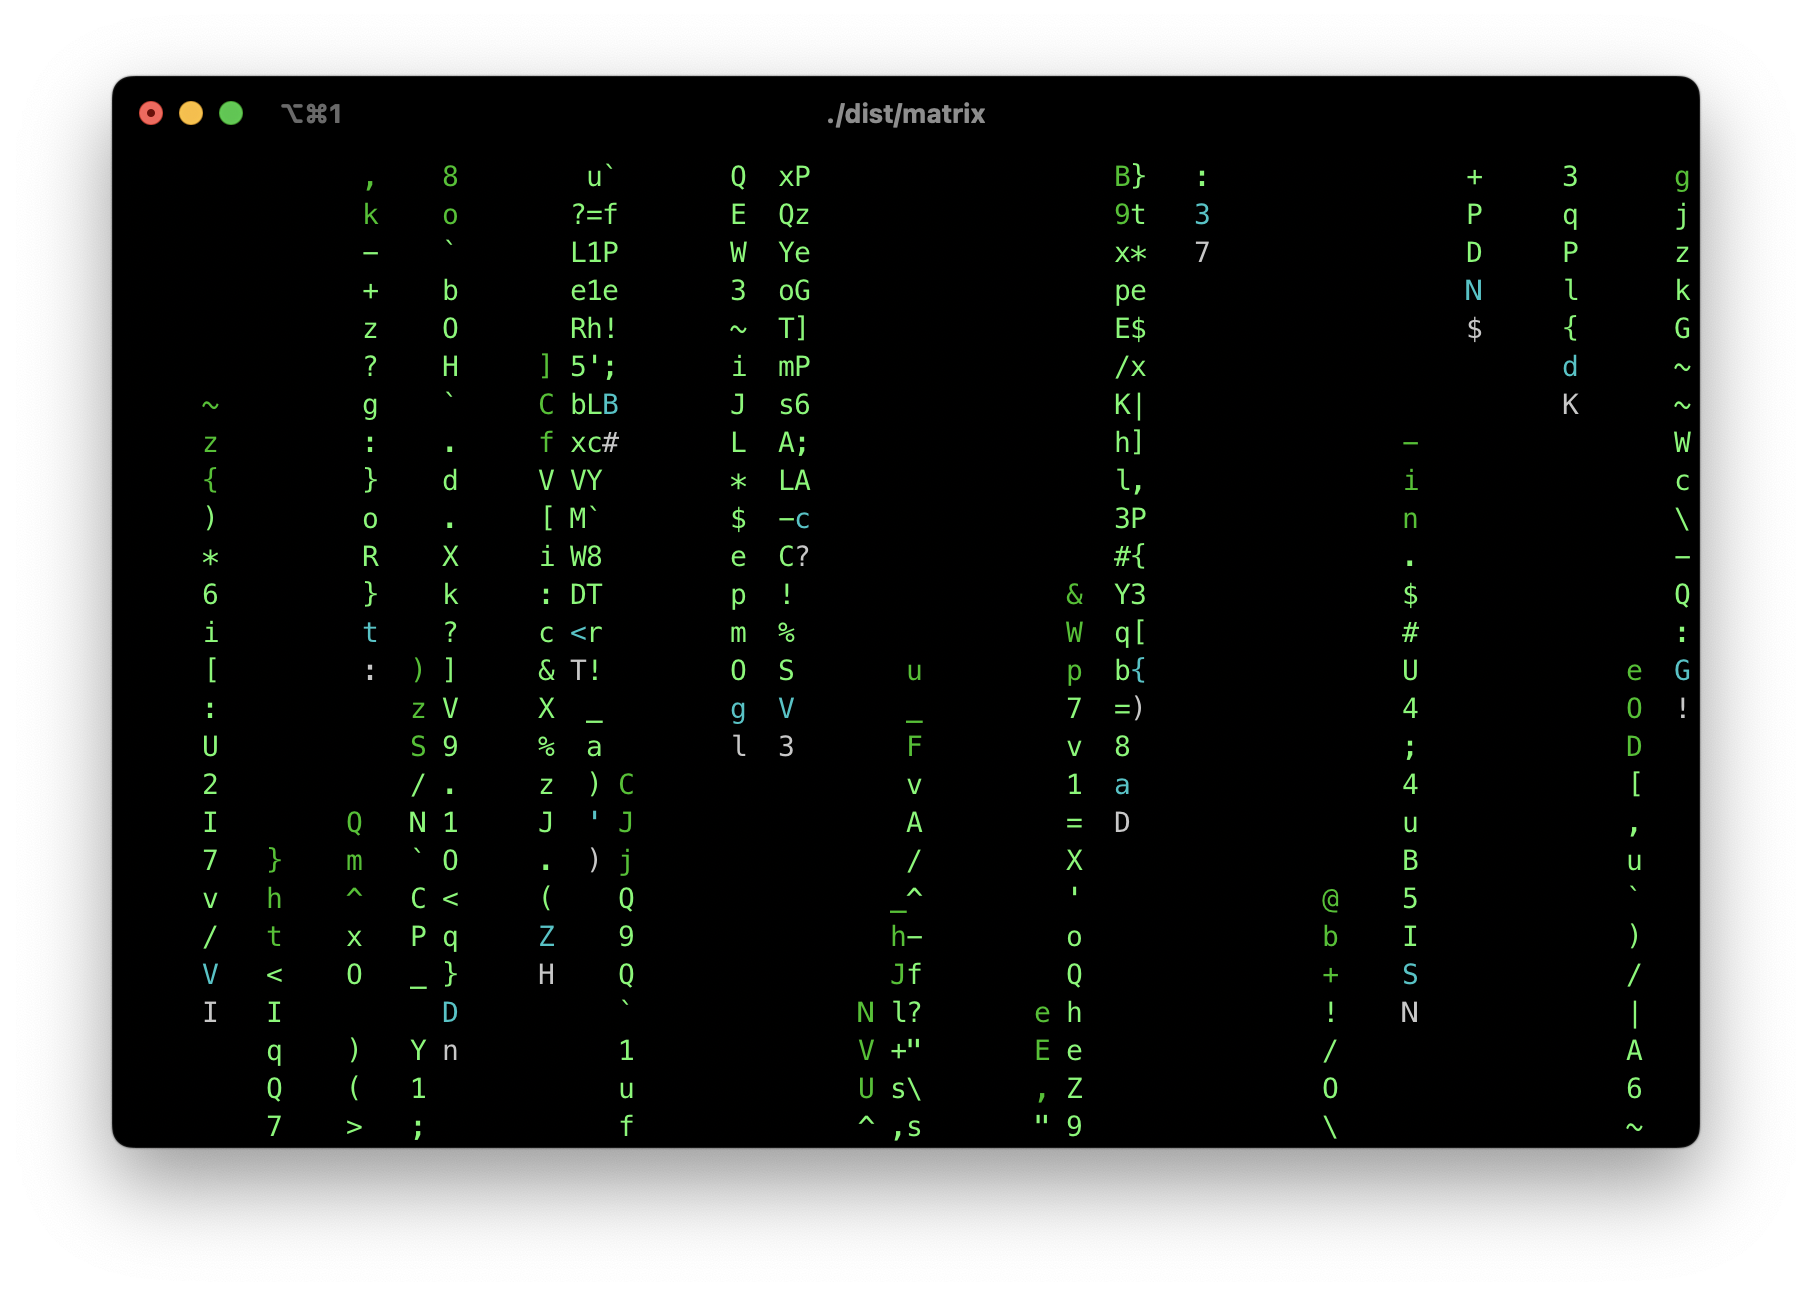 ⌥⌘1 ./dist/matrix
, 8 u` Q xP B} : + 3 g
k o ?=f E Qz 9t 3 P q j
- ` L1P W Ye x* 7 D P z
+ b e1e 3 oG pe N l k
z O Rh! ~ T] E$ $ { G
? H ] 5'; i mP /x d ~
~ g ` C bLB J s6 K| K ~
z : . f xc# L A; h] - W
{ } d V VY * LA l, i c
) o . [ M` $ -c 3P n \
* R X i W8 e C? #{ . -
6 } k : DT p ! & Y3 $ Q
i t ? c <r m % W q[ # :
[ : ) ] & T! O S u p b{ U e G
: z V X _ g V _ 7 =) 4 O !
U S 9 % a l 3 F v 8 ; D
2 / . z ) C v 1 a 4 [
I Q N 1 J ' J A = D u ,
7 } m ` O . ) j / X B u
v h ^ C < ( Q _^ ' @ 5 `
/ t x P q Z 9 h- o b I )
V < O _ } H Q Jf Q + S /
I I D ` N l? e h ! N |
q ) Y n 1 V +" E e / A
Q ( 1 u U s\ , Z O 6
7 > ; f ^ ,s " 9 \ ~